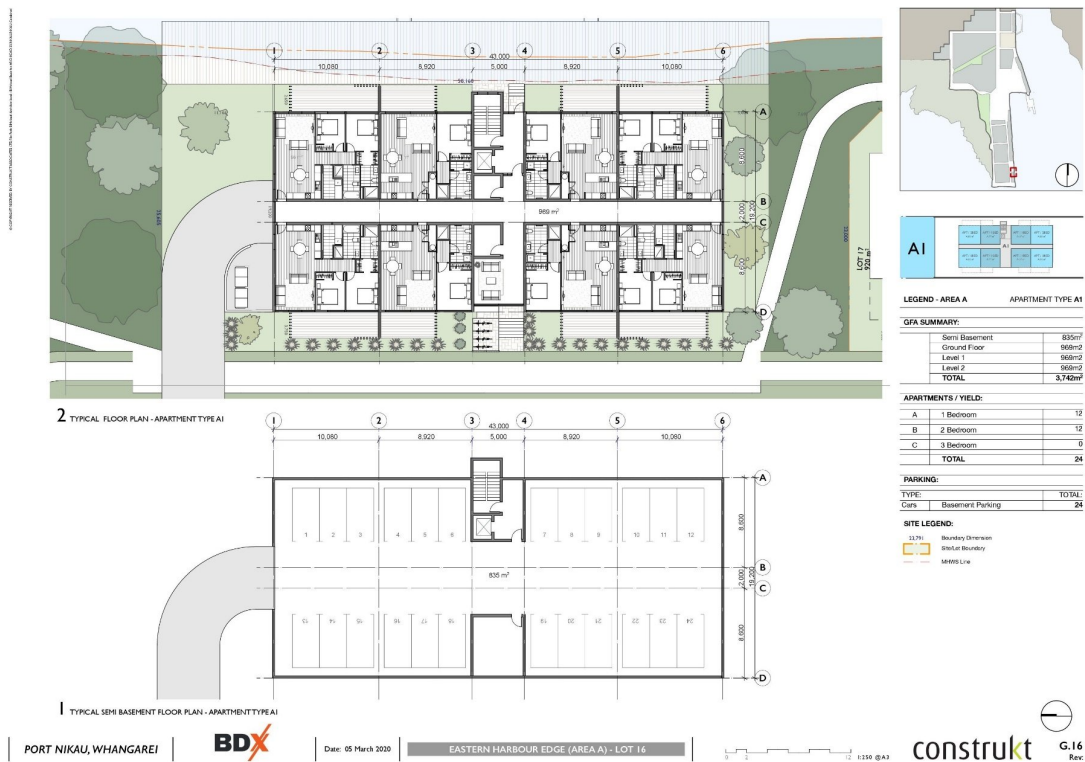 1 2 3 4 5 6
43,000
10,080 8,920 5,000 8,920 10,080
A
8,600
B
2,000
19,200
C
8,600
D
969 m²
LOT 17
920 m²
2 TYPICAL FLOOR PLAN - APARTMENT TYPE A1
1 2 3 4 5 6
43,000
10,080 8,920 5,000 8,920 10,080
A
8,600
B
2,000
19,200
C
8,600
D
1 2 3 4 5 6 7 8 9 10 11 12
835 m²
13 14 15 16 17 18 19 20 21 22 23 24
1 TYPICAL SEMI BASEMENT FLOOR PLAN - APARTMENT TYPE A1
A1
LEGEND - AREA A APARTMENT TYPE A1
GFA SUMMARY:
Semi Basement 835m²
Ground Floor 969m2
Level 1 969m2
Level 2 969m2
TOTAL 3,742m²
APARTMENTS / YIELD:
A 1 Bedroom 12
B 2 Bedroom 12
C 3 Bedroom 0
TOTAL 24
PARKING:
TYPE: TOTAL:
Cars Basement Parking 24
SITE LEGEND:
Boundary Dimension
Site/Lot Boundary
MHWS Line
PORT NIKAU, WHANGAREI
BDX
Date: 05 March 2020
EASTERN HARBOUR EDGE (AREA A) - LOT 16
0 2 12 1:250 @A3
construkt
G.16
Rev: